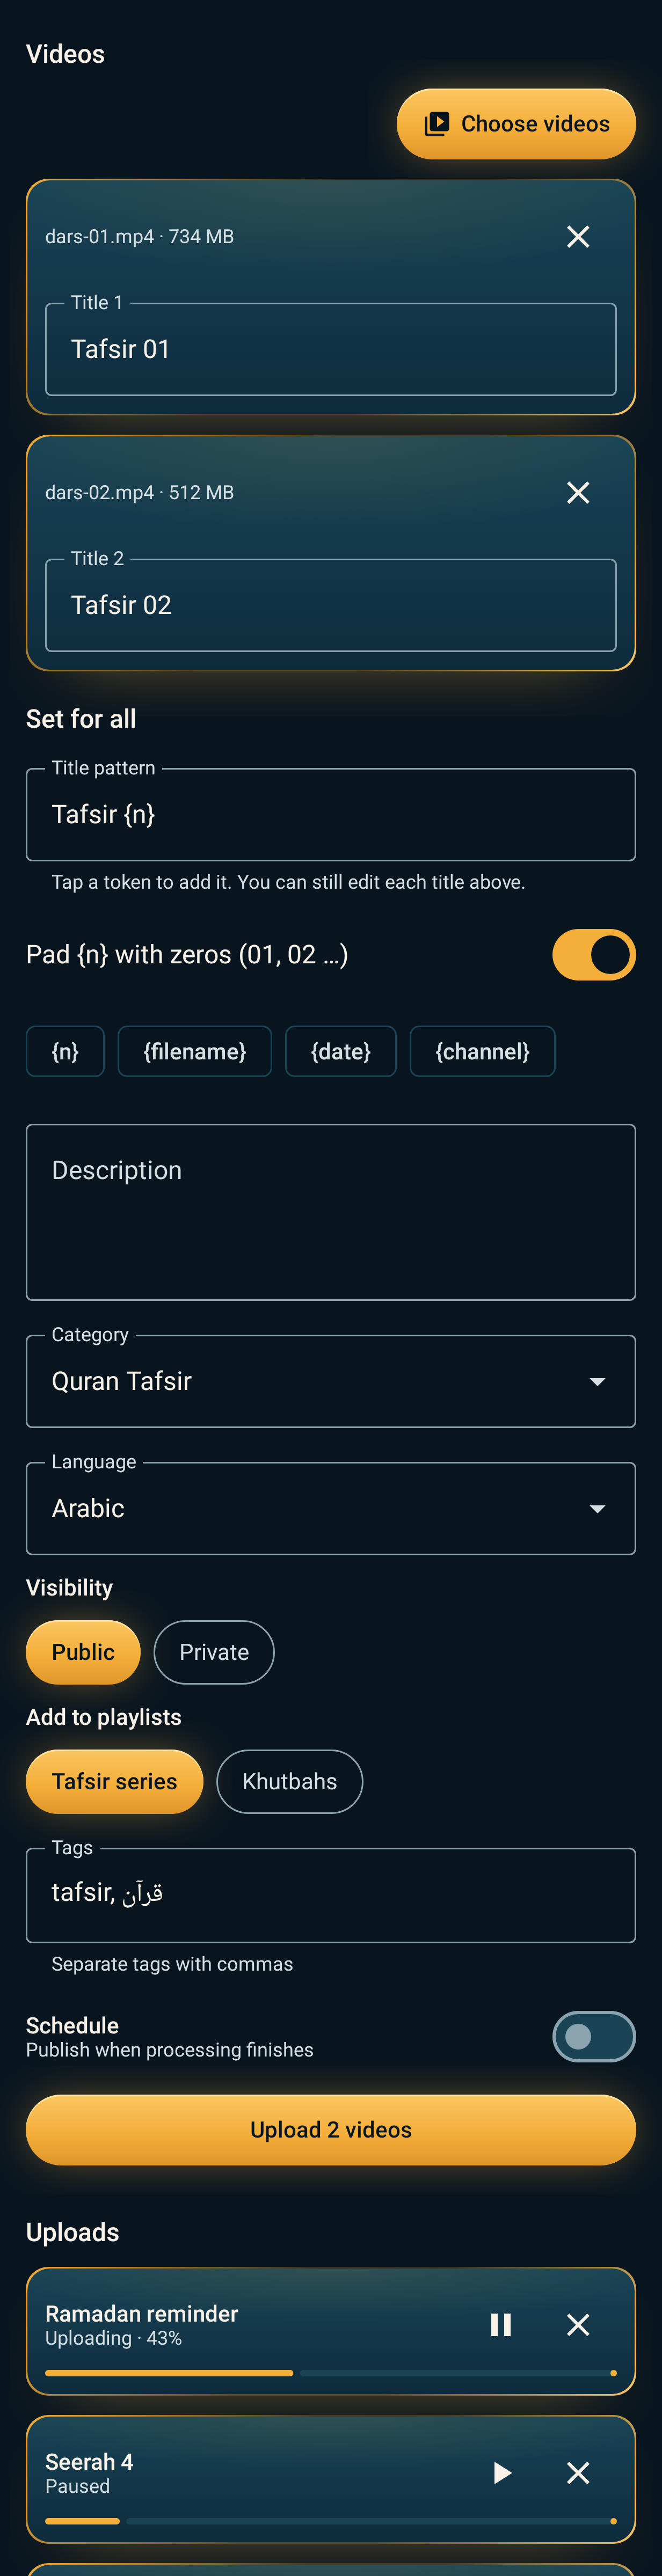 Videos
Choose videos
dars-01.mp4 · 734 MB
Title 1
Tafsir 01
dars-02.mp4 · 512 MB
Title 2
Tafsir 02
Set for all
Title pattern
Tafsir {n}
Tap a token to add it. You can still edit each title above.
Pad {n} with zeros (01, 02 …)
{n} {filename} {date} {channel}
Description
Category
Quran Tafsir
Language
Arabic
Visibility
Public Private
Add to playlists
Tafsir series Khutbahs
Tags
tafsir, قرآن
Separate tags with commas
Schedule
Publish when processing finishes
Upload 2 videos
Uploads
Ramadan reminder
Uploading · 43%
Seerah 4
Paused